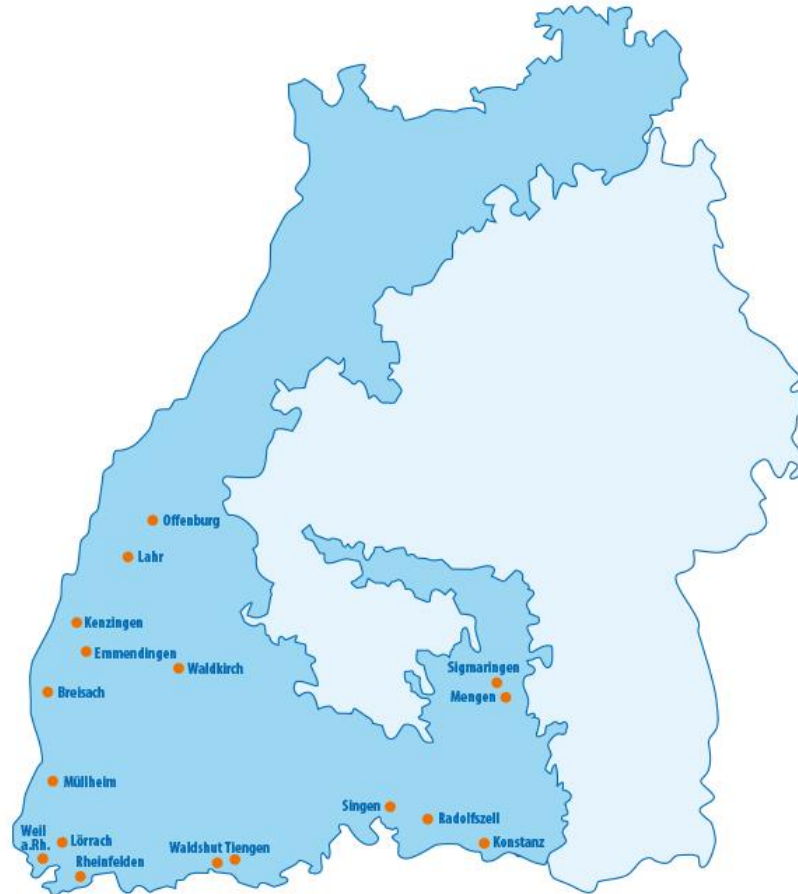 Offenburg
Lahr
Kenzingen
Emmendingen
Waldkirch
Sigmaringen
Breisach
Mengen
Müllheim
Singen
Radolfszell
Weil
a.Rh.
Lörrach
Konstanz
Waldshut Tiengen
Rheinfelden